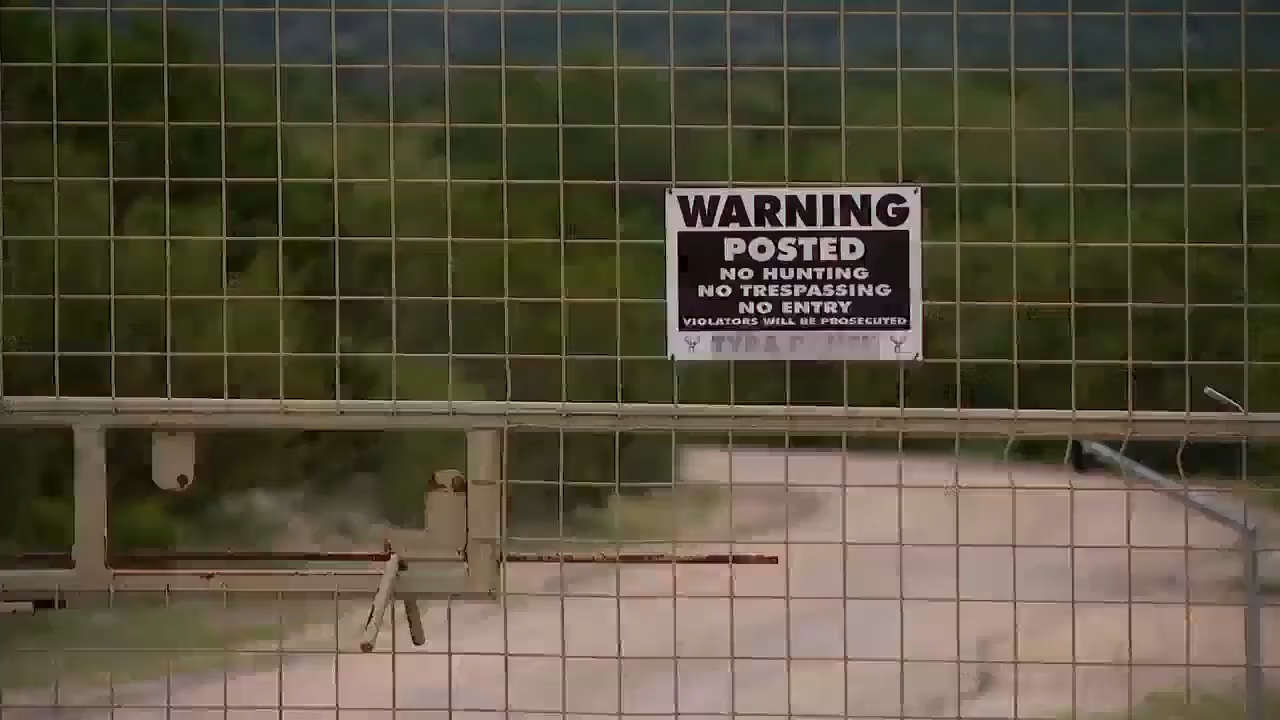 WARNING
POSTED
NO HUNTING
NO TRESPASSING
NO ENTRY
VIOLATORS WILL BE PROSECUTED